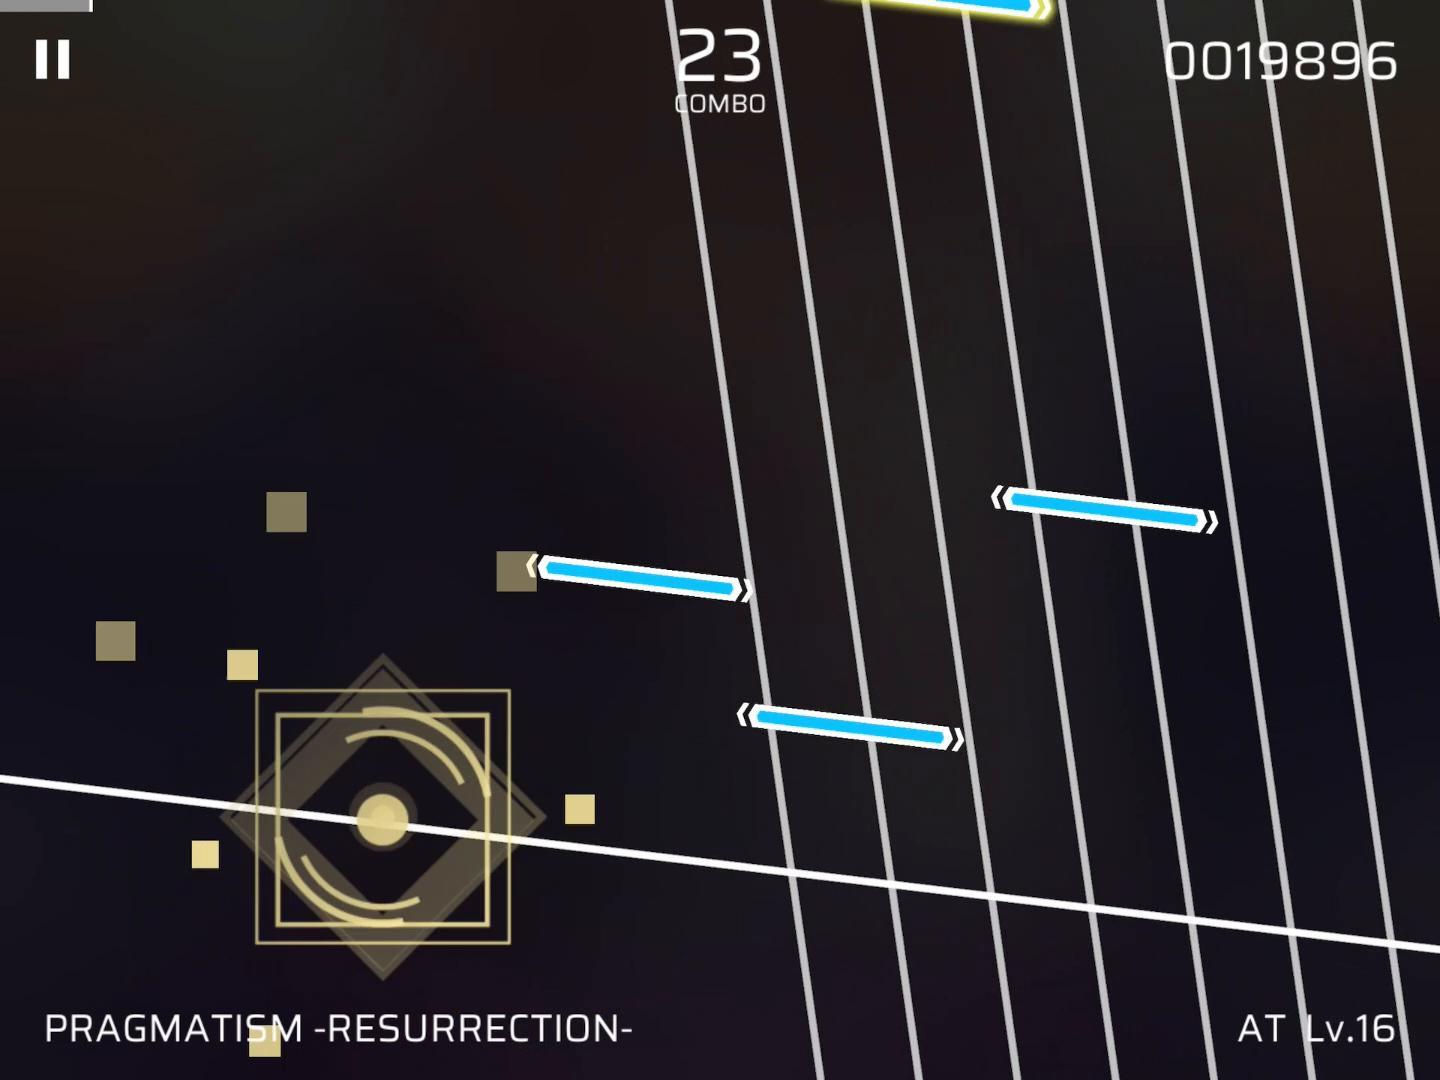 23
COMBO
0019896
PRAGMATISM -RESURRECTION-
AT Lv.16